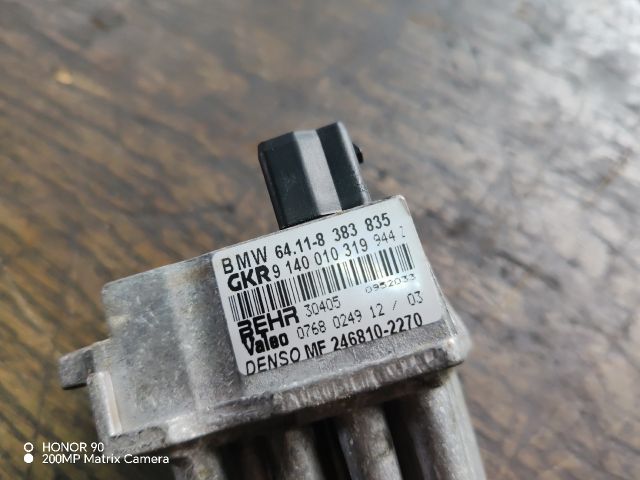 BMW 64.11-8 383 835
GKR 9 140 010 319 944 Z
0952033
BEHR 30405
Valeo 0768 0249 12 / 03
DENSO MF 246810-2270
HONOR 90
200MP Matrix Camera